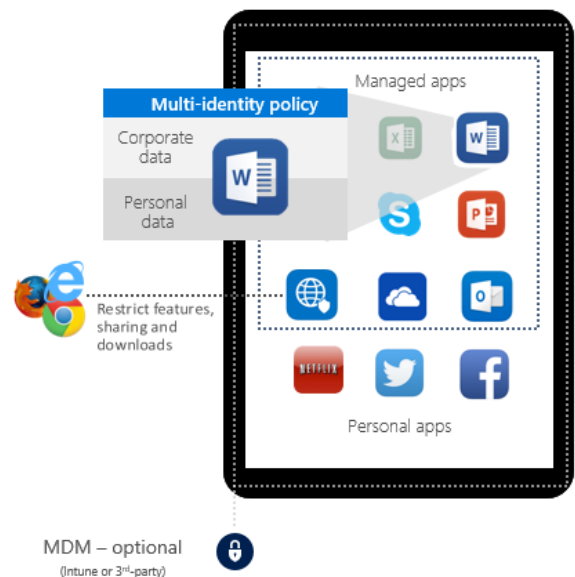 Managed apps
Multi-identity policy
Corporate
data
W
Personal
data
X
W
S
P
O
Restrict features,
sharing and
downloads
NETFLIX
f
Personal apps
MDM – optional
(Intune or 3rd-party)